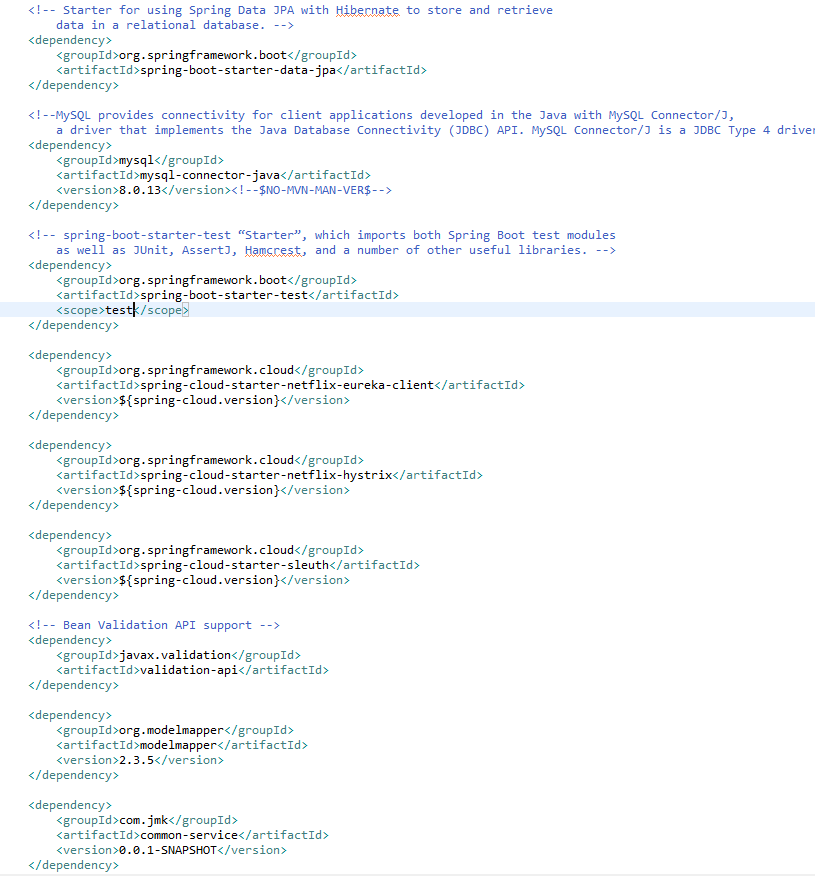 <!-- Starter for using Spring Data JPA with Hibernate to store and retrieve
data in a relational database. -->
<dependency>
<groupId>org.springframework.boot</groupId>
<artifactId>spring-boot-starter-data-jpa</artifactId>
</dependency>
<!--MySQL provides connectivity for client applications developed in the Java with MySQL Connector/J,
a driver that implements the Java Database Connectivity (JDBC) API. MySQL Connector/J is a JDBC Type 4 driver
<dependency>
<groupId>mysql</groupId>
<artifactId>mysql-connector-java</artifactId>
<version>8.0.13</version><!--$NO-MVN-MAN-VER$-->
</dependency>
<!-- spring-boot-starter-test “Starter”, which imports both Spring Boot test modules
as well as JUnit, AssertJ, Hamcrest, and a number of other useful libraries. -->
<dependency>
<groupId>org.springframework.boot</groupId>
<artifactId>spring-boot-starter-test</artifactId>
<scope>test</scope>
</dependency>
<dependency>
<groupId>org.springframework.cloud</groupId>
<artifactId>spring-cloud-starter-netflix-eureka-client</artifactId>
<version>${spring-cloud.version}</version>
</dependency>
<dependency>
<groupId>org.springframework.cloud</groupId>
<artifactId>spring-cloud-starter-netflix-hystrix</artifactId>
<version>${spring-cloud.version}</version>
</dependency>
<dependency>
<groupId>org.springframework.cloud</groupId>
<artifactId>spring-cloud-starter-sleuth</artifactId>
<version>${spring-cloud.version}</version>
</dependency>
<!-- Bean Validation API support -->
<dependency>
<groupId>javax.validation</groupId>
<artifactId>validation-api</artifactId>
</dependency>
<dependency>
<groupId>org.modelmapper</groupId>
<artifactId>modelmapper</artifactId>
<version>2.3.5</version>
</dependency>
<dependency>
<groupId>com.jmk</groupId>
<artifactId>common-service</artifactId>
<version>0.0.1-SNAPSHOT</version>
</dependency>